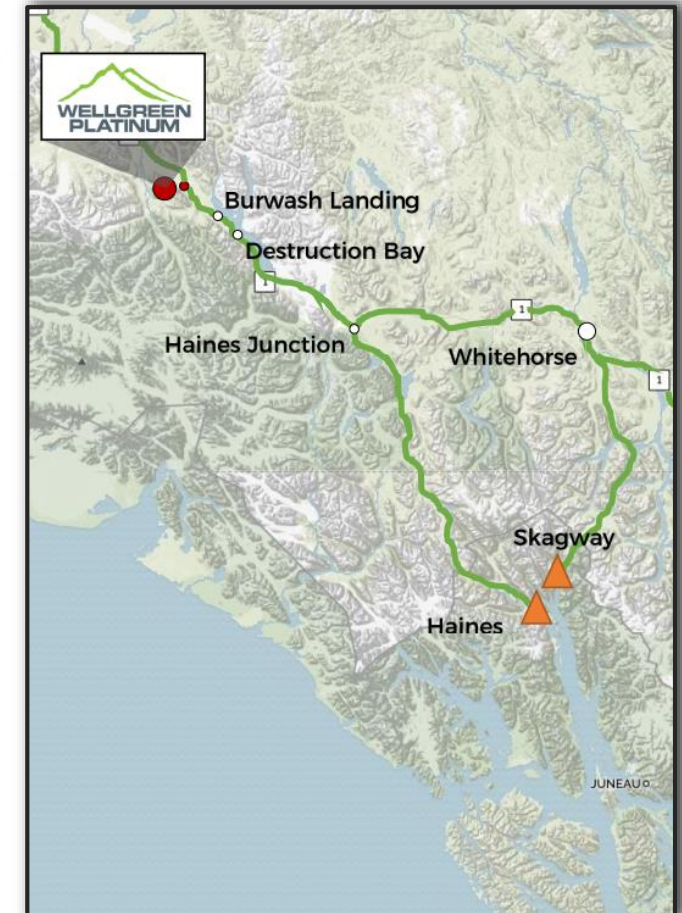 WELLGREEN
PLATINUM
Burwash Landing
Destruction Bay
1
Haines Junction
1
Whitehorse
1
Skagway
Haines
JUNEAU